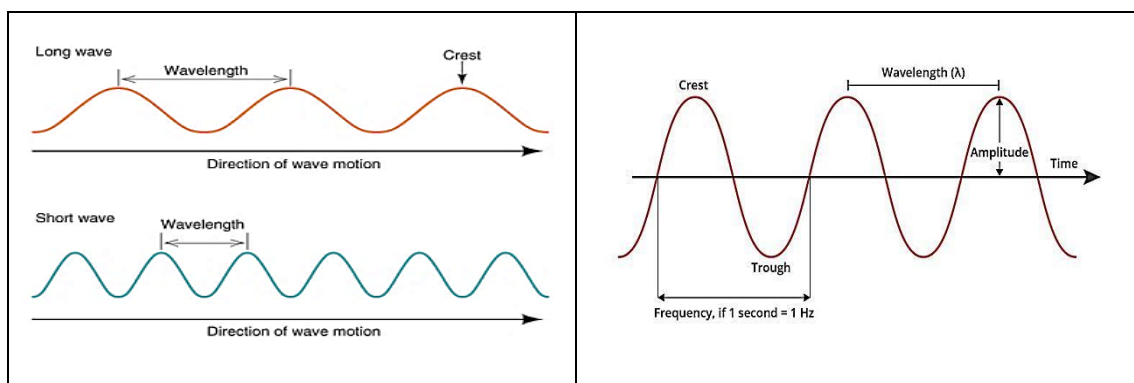 Long wave
Crest
Wavelength
Direction of wave motion
Short wave
Wavelength
Direction of wave motion
Wavelength (λ)
Crest
Amplitude
Time
Trough
Frequency, if 1 second = 1 Hz